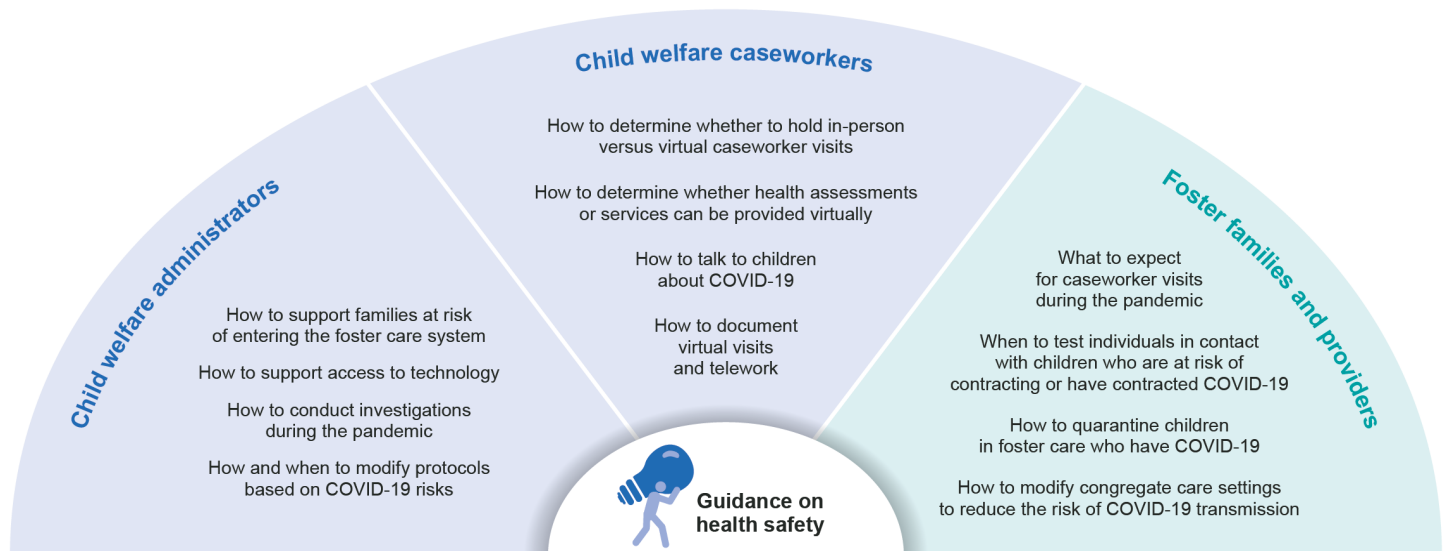 Child welfare administrators
How to support families at risk
of entering the foster care system
How to support access to technology
How to conduct investigations
during the pandemic
How and when to modify protocols
based on COVID-19 risks
Child welfare caseworkers
How to determine whether to hold in-person
versus virtual caseworker visits
How to determine whether health assessments
or services can be provided virtually
How to talk to children
about COVID-19
How to document
virtual visits
and telework
Foster families and providers
What to expect
for caseworker visits
during the pandemic
When to test individuals in contact
with children who are at risk of
contracting or have contracted COVID-19
How to quarantine children
in foster care who have COVID-19
How to modify congregate care settings
to reduce the risk of COVID-19 transmission
Guidance on
health safety